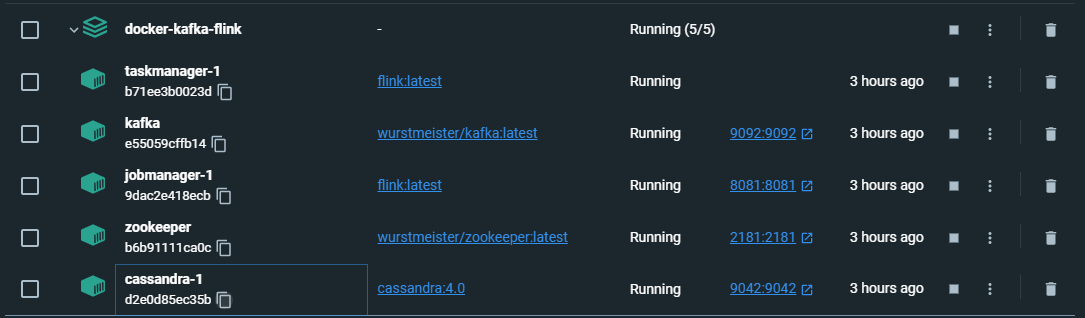 docker-kafka-flink - Running (5/5)
taskmanager-1
b71ee3b0023d flink:latest Running 3 hours ago
kafka
e55059cffb14 wurstmeister/kafka:latest Running 9092:9092 3 hours ago
jobmanager-1
9dac2e418ecb flink:latest Running 8081:8081 3 hours ago
zookeeper
b6b91111ca0c wurstmeister/zookeeper:latest Running 2181:2181 3 hours ago
cassandra-1
d2e0d85ec35b cassandra:4.0 Running 9042:9042 3 hours ago